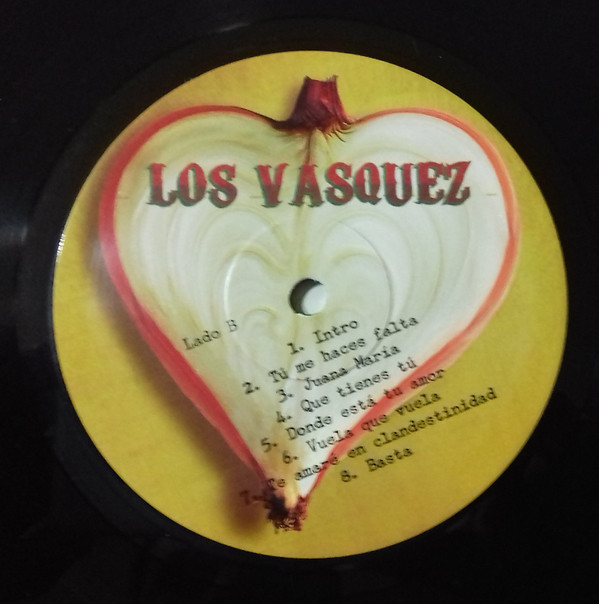 LOS VASQUEZ
Lado B
1. Intro
2. Tú me haces falta
3. Juana María
4. Que tienes tú
5. Donde está tu amor
6. Vuela que vuela
7. Te amaré en clandestinidad
8. Basta